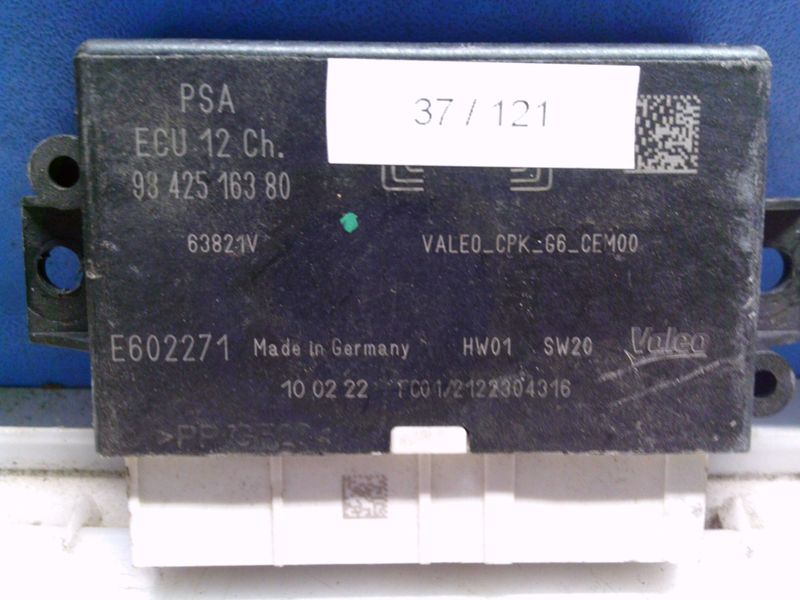 PSA
37 / 121
ECU 12 Ch.
98 425 163 80
63821V VALEO_CPK_G6_CEM00
E602271 Made in Germany HW01 SW20 Valeo
10 02 22 FC01/2122304316